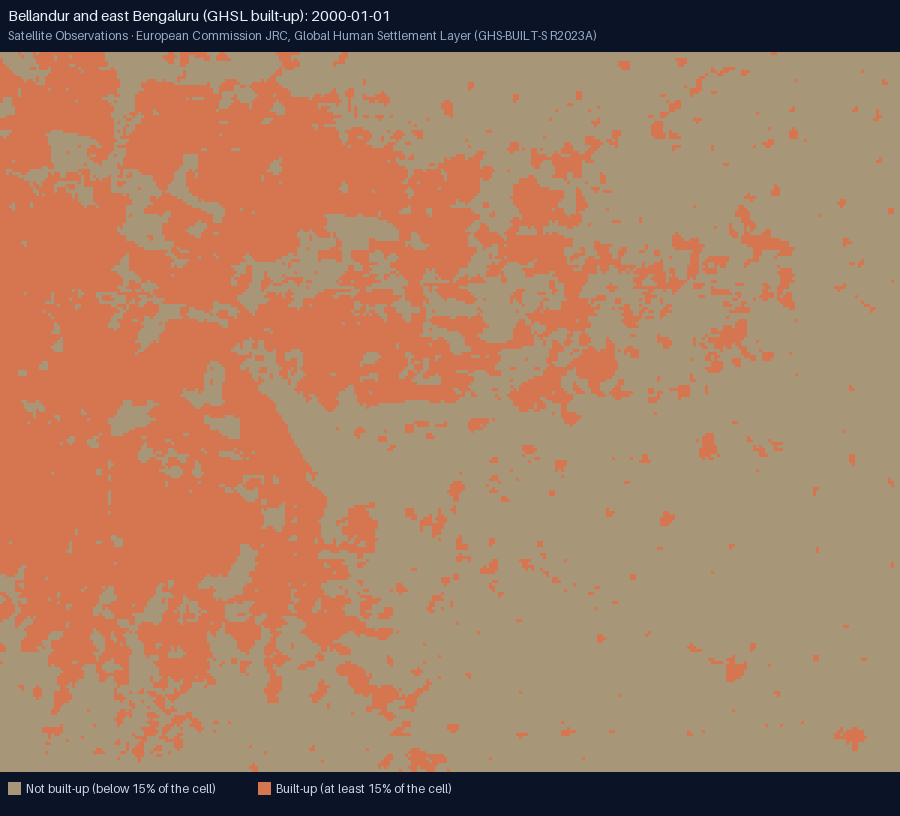 Bellandur and east Bengaluru (GHSL built-up): 2000-01-01
Satellite Observations · European Commission JRC, Global Human Settlement Layer (GHS-BUILT-S R2023A)
Not built-up (below 15% of the cell)
Built-up (at least 15% of the cell)